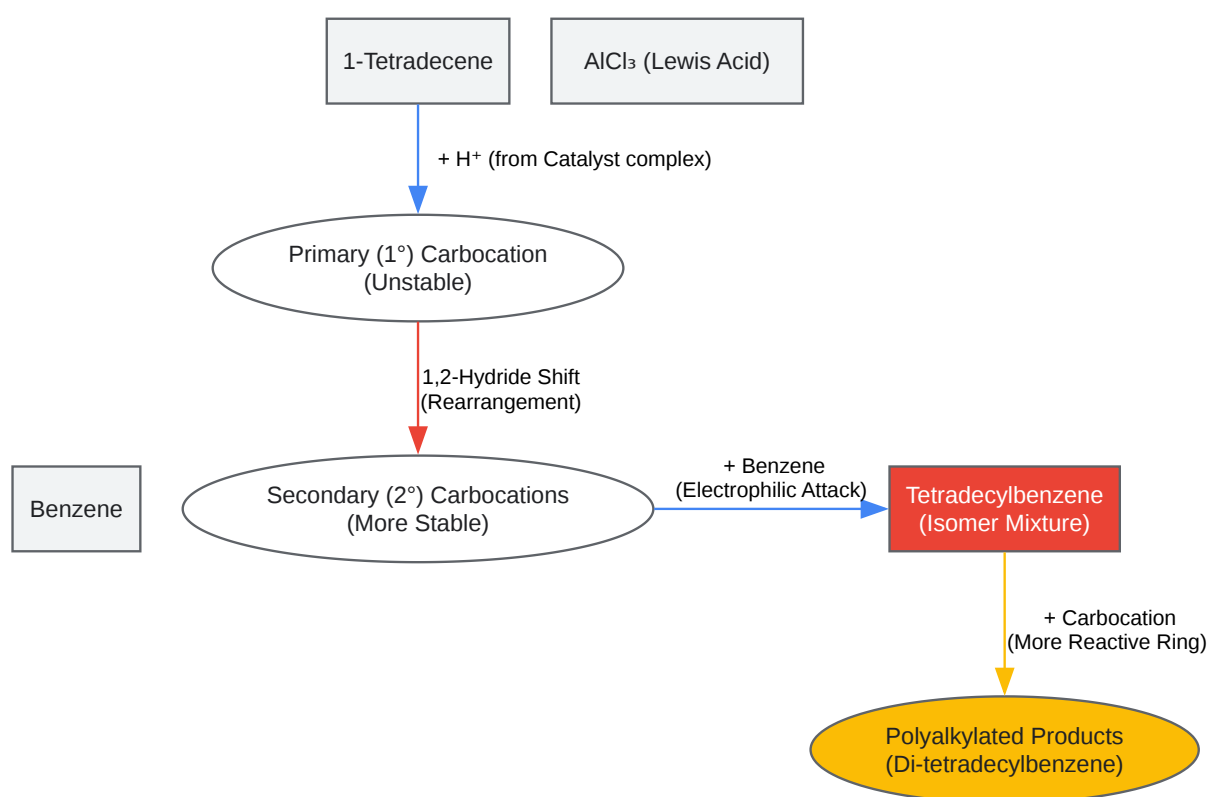 1-Tetradecene
AlCl₃ (Lewis Acid)
+ H⁺ (from Catalyst complex)
Primary (1°) Carbocation
(Unstable)
1,2-Hydride Shift
(Rearrangement)
Benzene
Secondary (2°) Carbocations
(More Stable)
+ Benzene
(Electrophilic Attack)
Tetradecylbenzene
(Isomer Mixture)
+ Carbocation
(More Reactive Ring)
Polyalkylated Products
(Di-tetradecylbenzene)